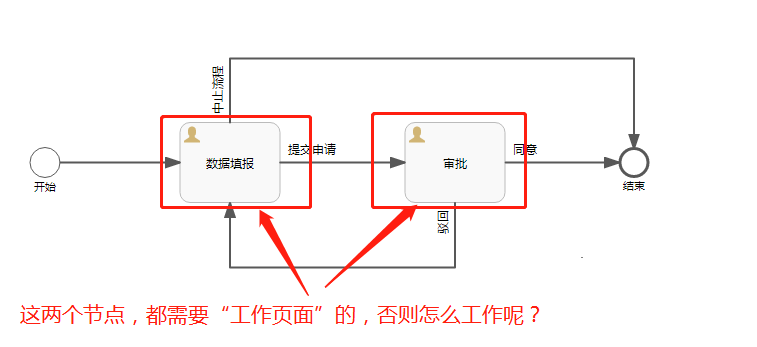 中止流程
数据填报
提交申请
审批
同意
开始
结束
驳回
这两个节点，都需要“工作页面”的，否则怎么工作呢？